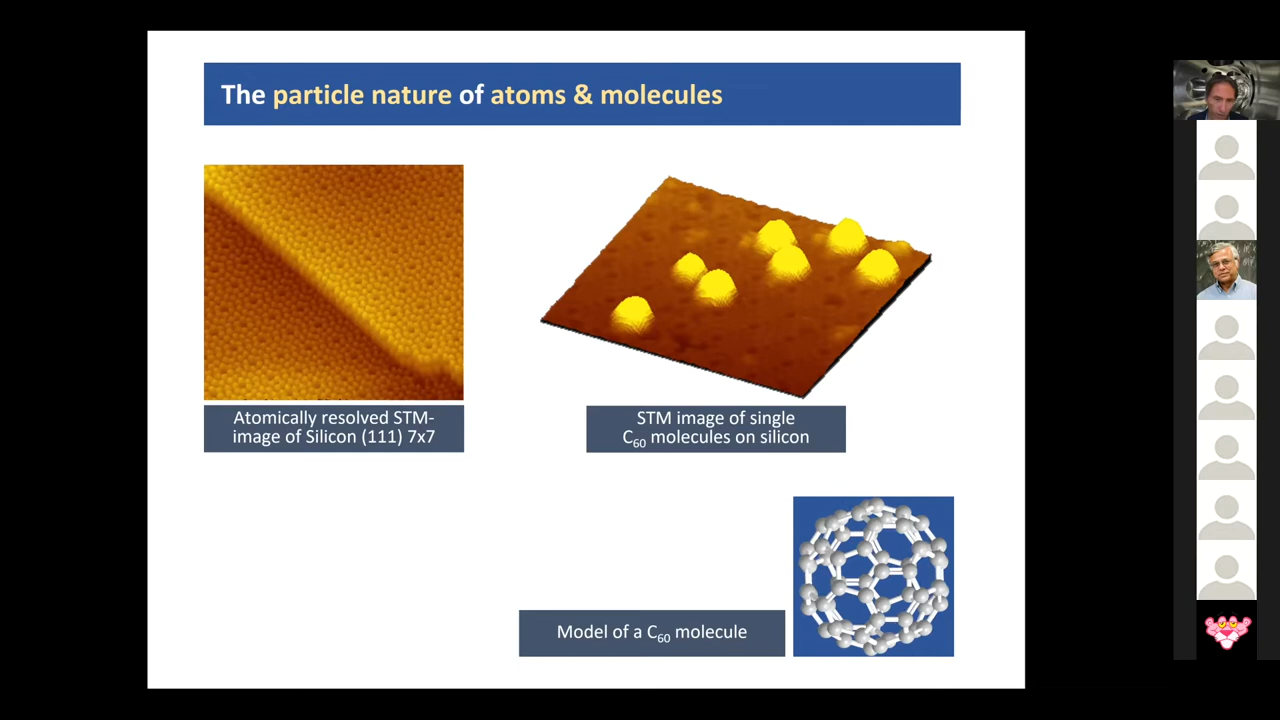 The particle nature of atoms & molecules
Atomically resolved STM-
image of Silicon (111) 7x7
STM image of single
C₆₀ molecules on silicon
Model of a C₆₀ molecule